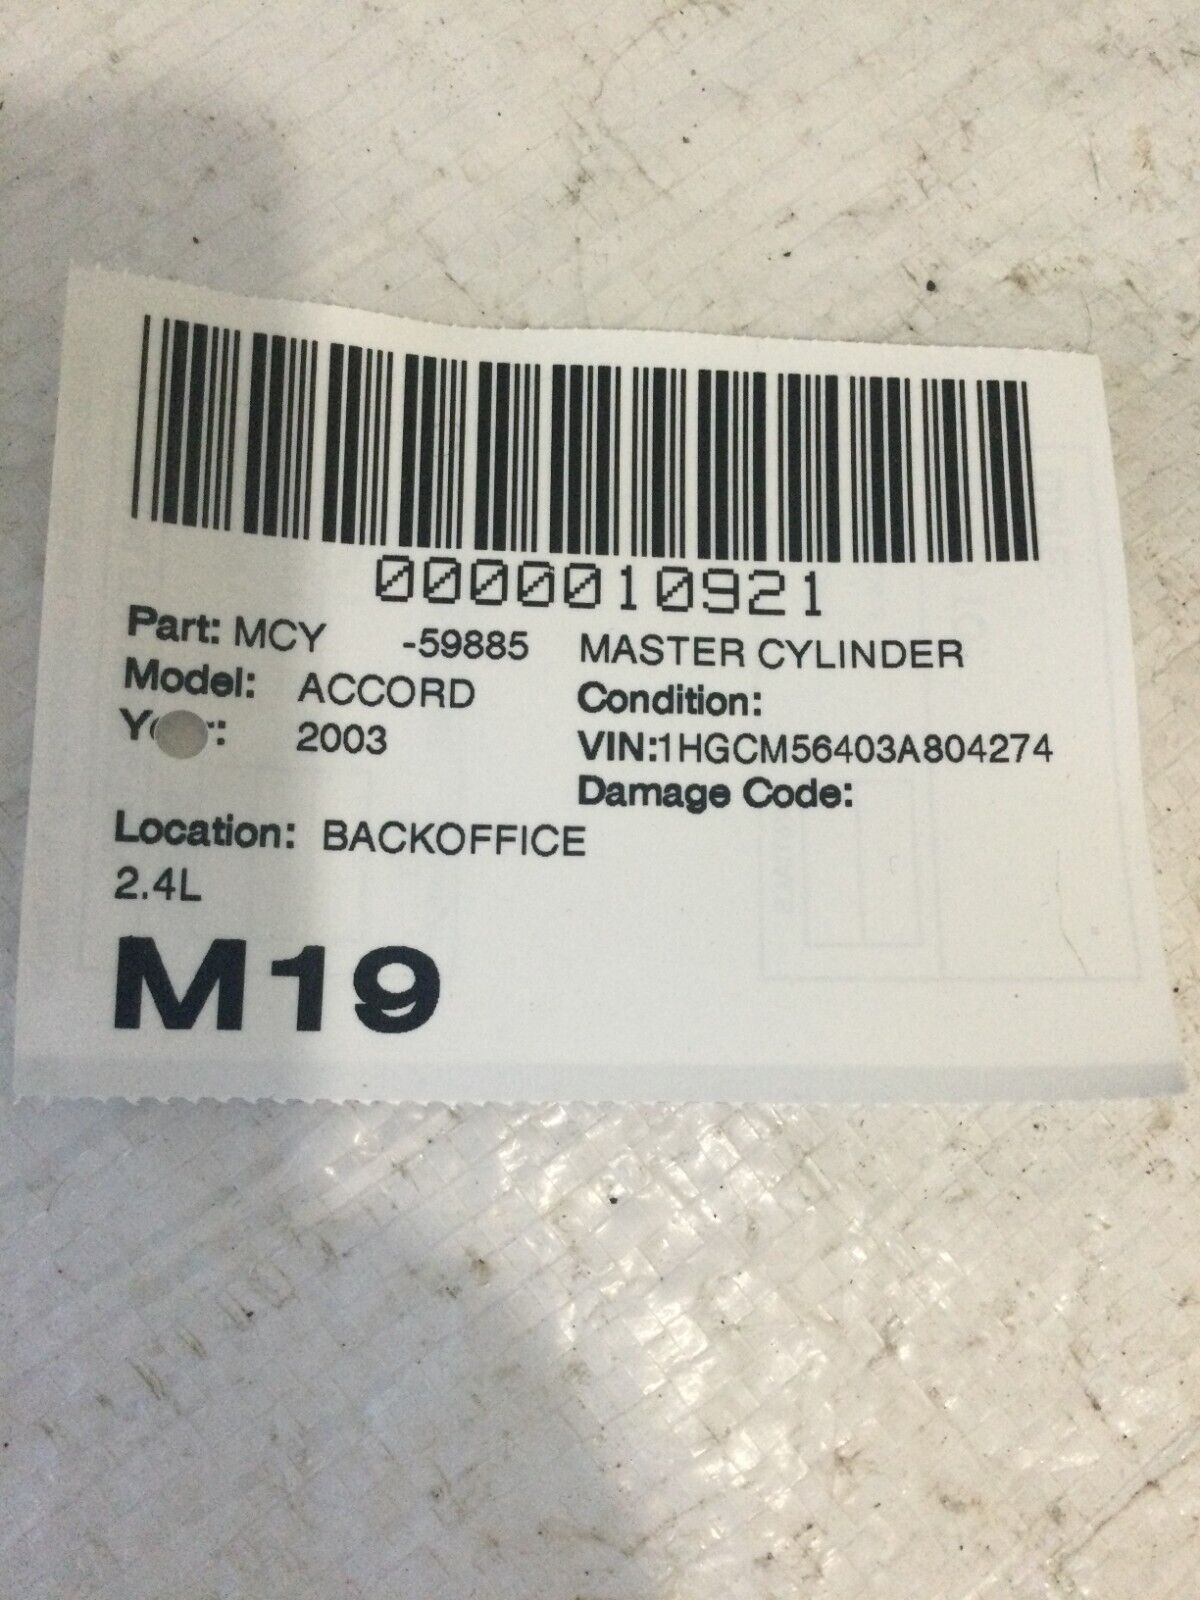 0000010921
Part: MCY -59885 MASTER CYLINDER
Model: ACCORD Condition:
2003 VIN:1HGCM56403A804274
Damage Code:
Location: BACKOFFICE
2.4L
M19